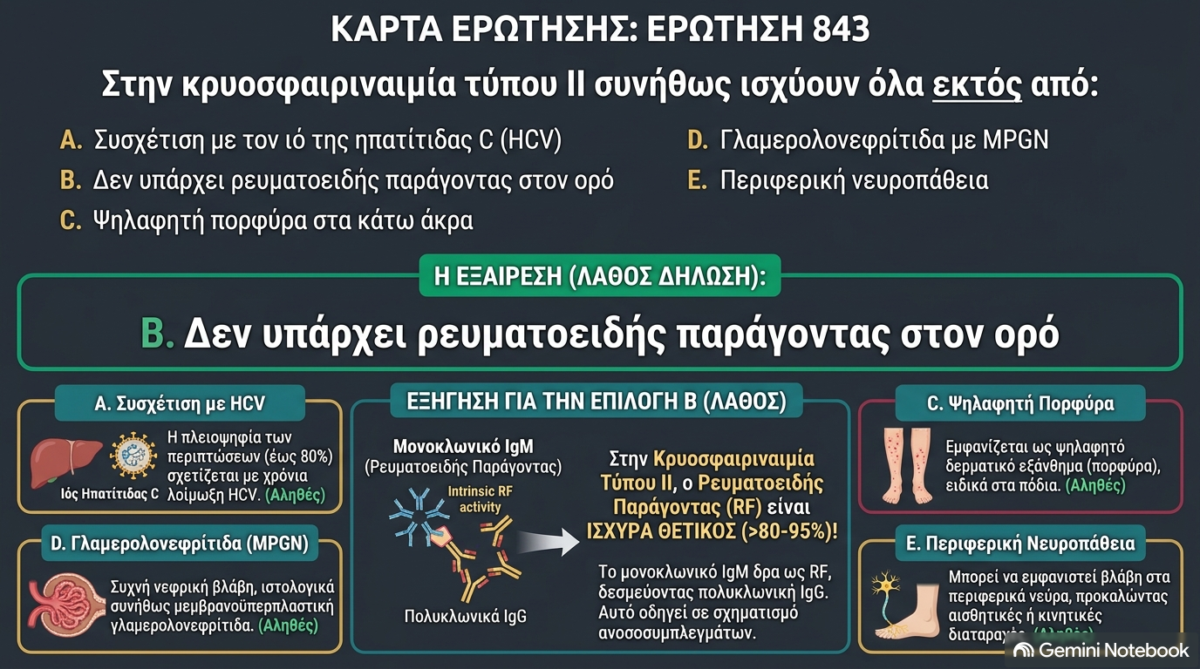 ΚΑΡΤΑ ΕΡΩΤΗΣΗΣ: ΕΡΩΤΗΣΗ 843
Στην κρυοσφαιριναιμία τύπου II συνήθως ισχύουν όλα εκτός από:
A. Συσχέτιση με τον ιό της ηπατίτιδας C (HCV)
B. Δεν υπάρχει ρευματοειδής παράγοντας στον ορό
C. Ψηλαφητή πορφύρα στα κάτω άκρα
D. Γλαμερολονεφρίτιδα με MPGN
E. Περιφερική νευροπάθεια
Η ΕΞΑΙΡΕΣΗ (ΛΑΘΟΣ ΔΗΛΩΣΗ):
B. Δεν υπάρχει ρευματοειδής παράγοντας στον ορό
A. Συσχέτιση με HCV
Η πλειοψηφία των
περιπτώσεων (έως 80%)
σχετίζεται με χρόνια
λοίμωξη HCV. (Αληθές)
Ιός Ηπατίτιδας C
D. Γλαμερολονεφρίτιδα (MPGN)
Συχνή νεφρική βλάβη, ιστολογικά
συνήθως μεμβρανοϋπερπλαστική
γλαμερολονεφρίτιδα. (Αληθές)
ΕΞΗΓΗΣΗ ΓΙΑ ΤΗΝ ΕΠΙΛΟΓΗ B (ΛΑΘΟΣ)
Μονοκλωνικό IgM
(Ρευματοειδής Παράγοντας)
Intrinsic RF
activity
Πολυκλωνικά IgG
Στην Κρυοσφαιριναιμία
Τύπου II, ο Ρευματοειδής
Παράγοντας (RF) είναι
ΙΣΧΥΡΑ ΘΕΤΙΚΟΣ (>80-95%)!
Το μονοκλωνικό IgM δρα ως RF,
δεσμεύοντας πολυκλωνική IgG.
Αυτό οδηγεί σε σχηματισμό
ανοσοσυμπλεγμάτων.
C. Ψηλαφητή Πορφύρα
Εμφανίζεται ως ψηλαφητό
δερματικό εξάνθημα (πορφύρα),
ειδικά στα πόδια. (Αληθές)
E. Περιφερική Νευροπάθεια
Μπορεί να εμφανιστεί βλάβη στα
περιφερικά νεύρα, προκαλώντας
αισθητικές ή κινητικές
διαταραχές. (Αληθές)
Gemini Notebook